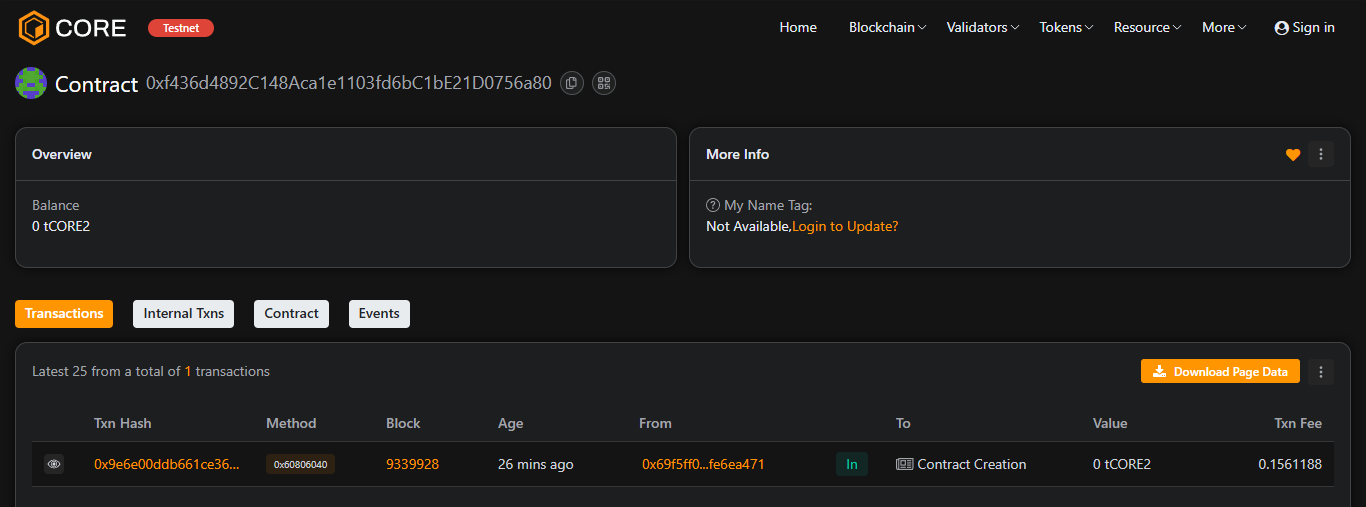 CORE Testnet Home Blockchain Validators Tokens Resource More Sign in
Contract 0xf436d4892C148Aca1e1103fd6bC1bE21D0756a80
Overview
Balance
0 tCORE2
More Info
My Name Tag:
Not Available,Login to Update?
Transactions Internal Txns Contract Events
Latest 25 from a total of 1 transactions Download Page Data
Txn Hash Method Block Age From To Value Txn Fee
0x9e6e00ddb661ce36... 0x60806040 9339928 26 mins ago 0x69f5ff0...fe6ea471 In Contract Creation 0 tCORE2 0.1561188